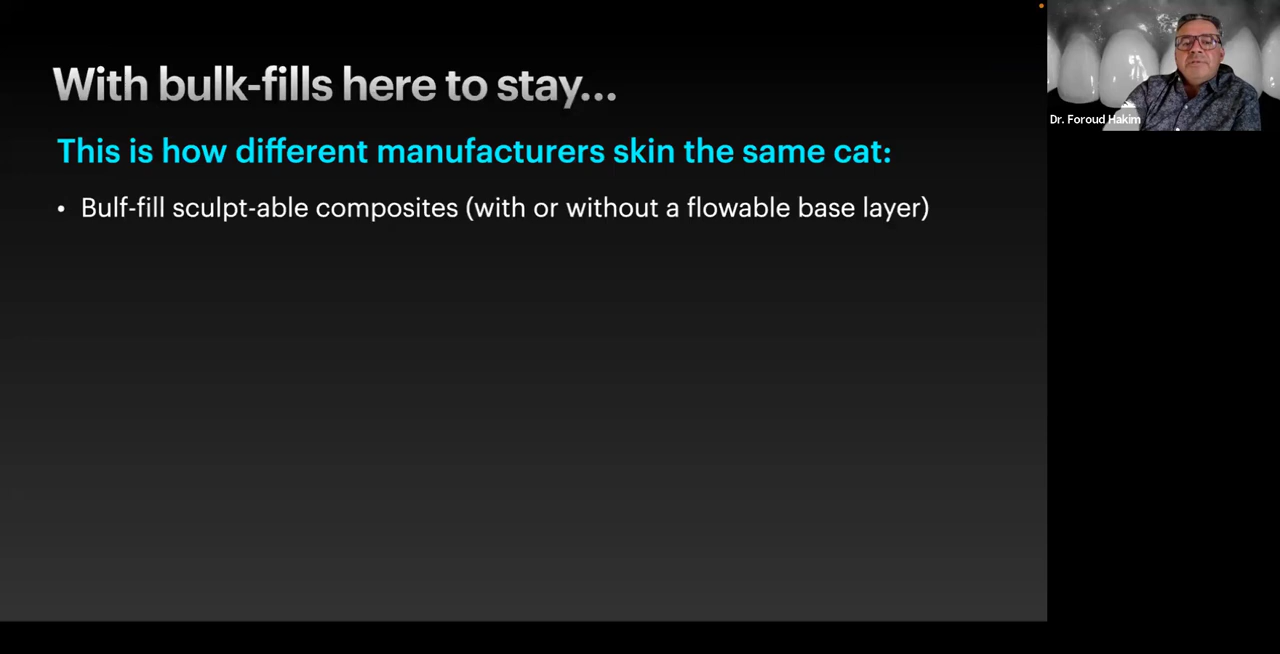 With bulk-fills here to stay...
This is how different manufacturers skin the same cat:
• Bulf-fill sculpt-able composites (with or without a flowable base layer)
Dr. Foroud Hakim